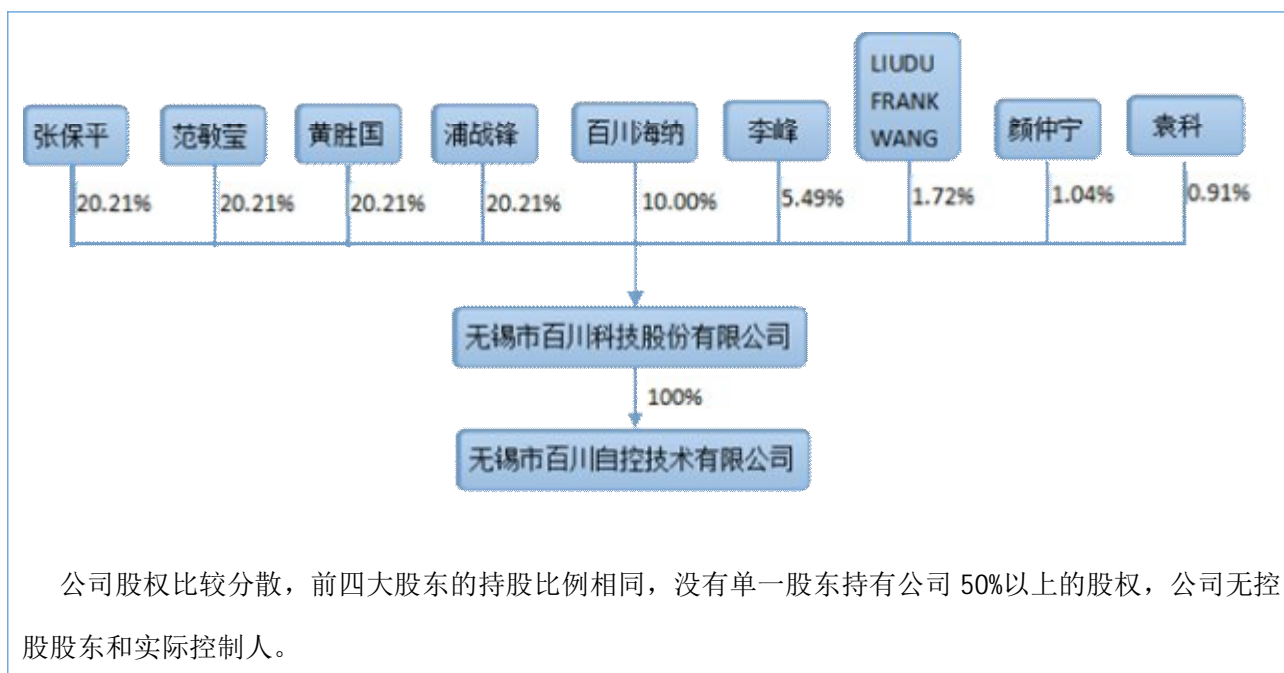 张保平
范敏莹
黄胜国
浦战锋
百川海纳
李峰
LIUDU
FRANK
WANG
颜仲宁
袁科
20.21%
20.21%
20.21%
20.21%
10.00%
5.49%
1.72%
1.04%
0.91%
无锡市百川科技股份有限公司
100%
无锡市百川自控技术有限公司
公司股权比较分散，前四大股东的持股比例相同，没有单一股东持有公司 50%以上的股权，公司无控
股股东和实际控制人。